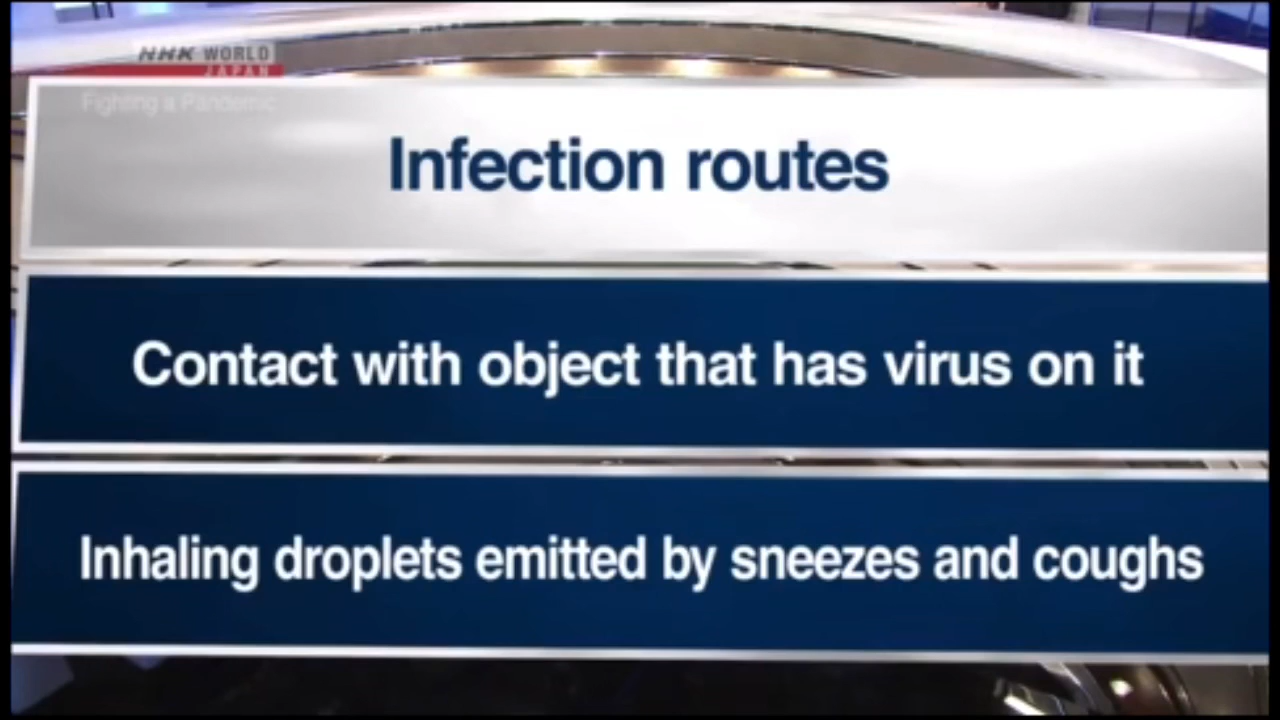 NHK WORLD
JAPAN
Fighting a Pandemic
Infection routes
Contact with object that has virus on it
Inhaling droplets emitted by sneezes and coughs